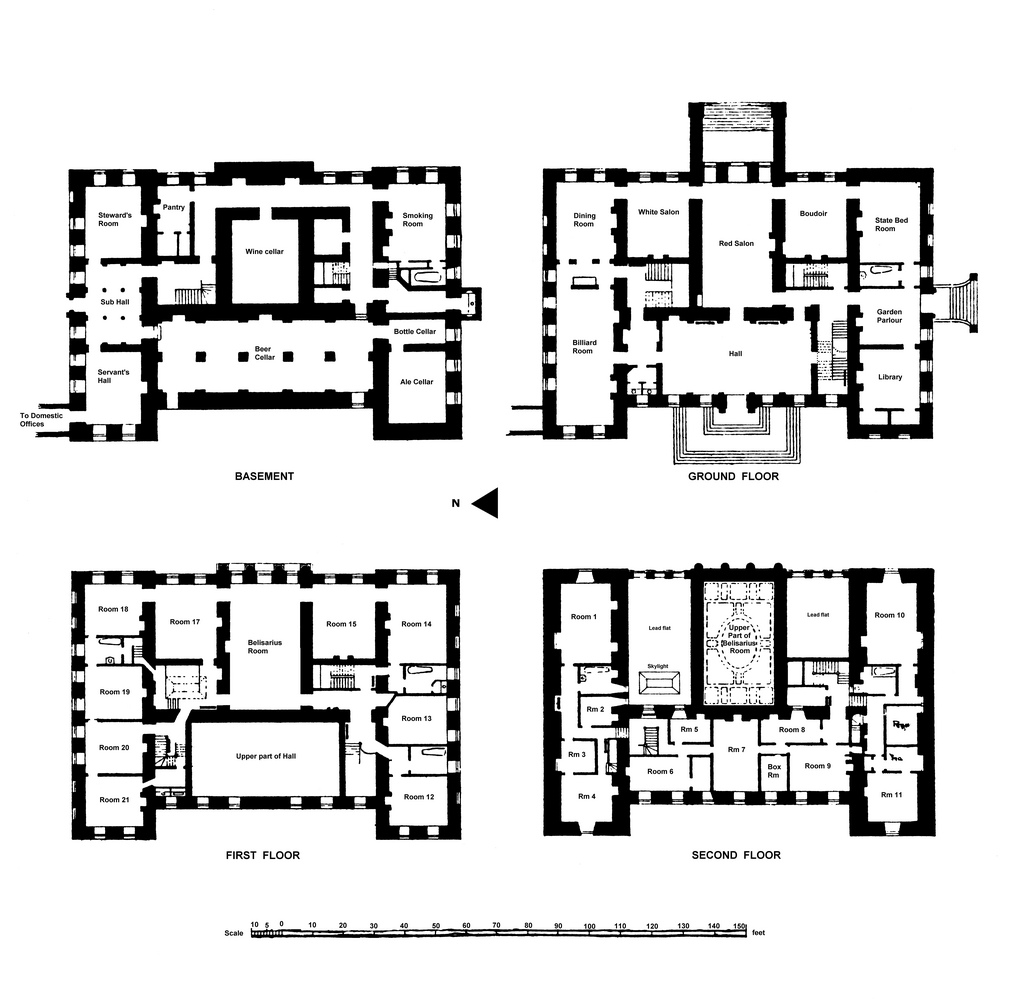 Steward's
Room
Pantry
Wine cellar
Smoking
Room
Sub Hall
Beer
Cellar
Bottle Cellar
Servant's
Hall
Ale Cellar
To Domestic
Offices
BASEMENT
Dining
Room
White Salon
Red Salon
Boudoir
State Bed
Room
Billiard
Room
Hall
Garden
Parlour
Library
GROUND FLOOR
N
Room 18
Room 17
Belisarius
Room
Room 15
Room 14
Room 19
Room 13
Room 20
Upper part of Hall
Room 21
Room 12
FIRST FLOOR
Room 1
Lead flat
Upper
Part of
Belisarius
Room
Lead flat
Room 10
Skylight
Rm 2
Rm 3
Rm 4
Rm 5
Room 6
Rm 7
Room 8
Box
Rm
Room 9
Rm 11
SECOND FLOOR
Scale
10 5 0 10 20 30 40 50 60 70 80 90 100 110 120 130 140 150
feet